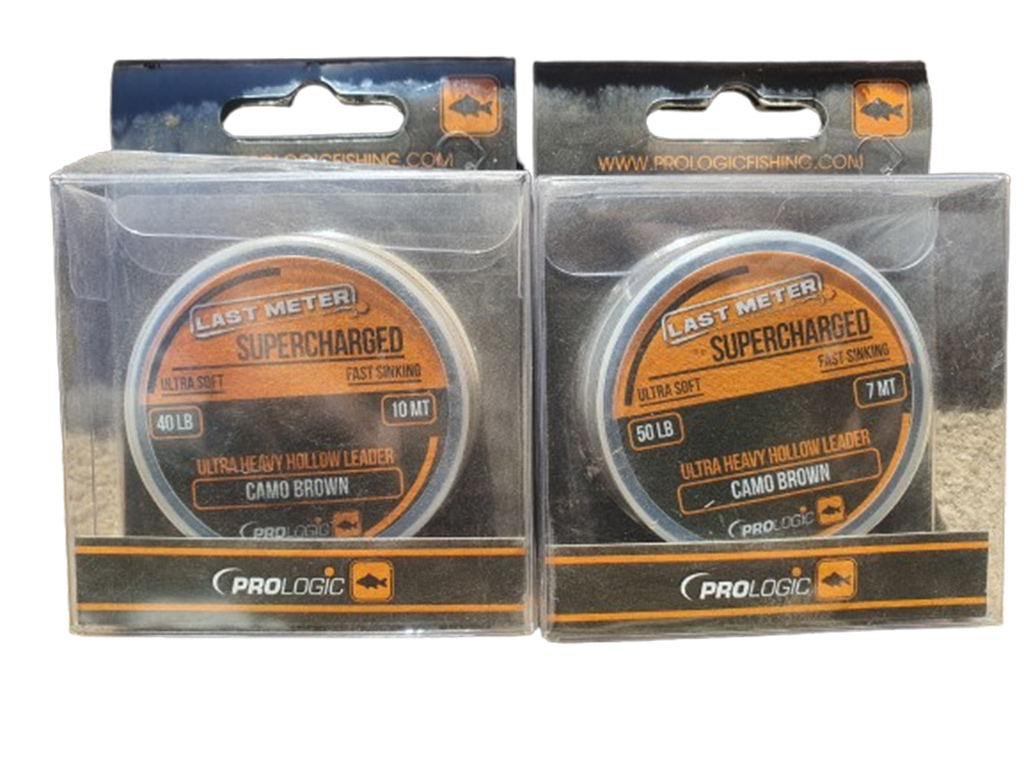 PROLOGICFISHING.COM
LAST METER
SUPERCHARGED
ULTRA SOFT
FAST SINKING
40 LB
10 MT
ULTRA HEAVY HOLLOW LEADER
CAMO BROWN
PROLOGIC
PROLOGIC
WWW.PROLOGICFISHING.COM
LAST METER
SUPERCHARGED
ULTRA SOFT
FAST SINKING
50 LB
7 MT
ULTRA HEAVY HOLLOW LEADER
CAMO BROWN
PROLOGIC
PROLOGIC